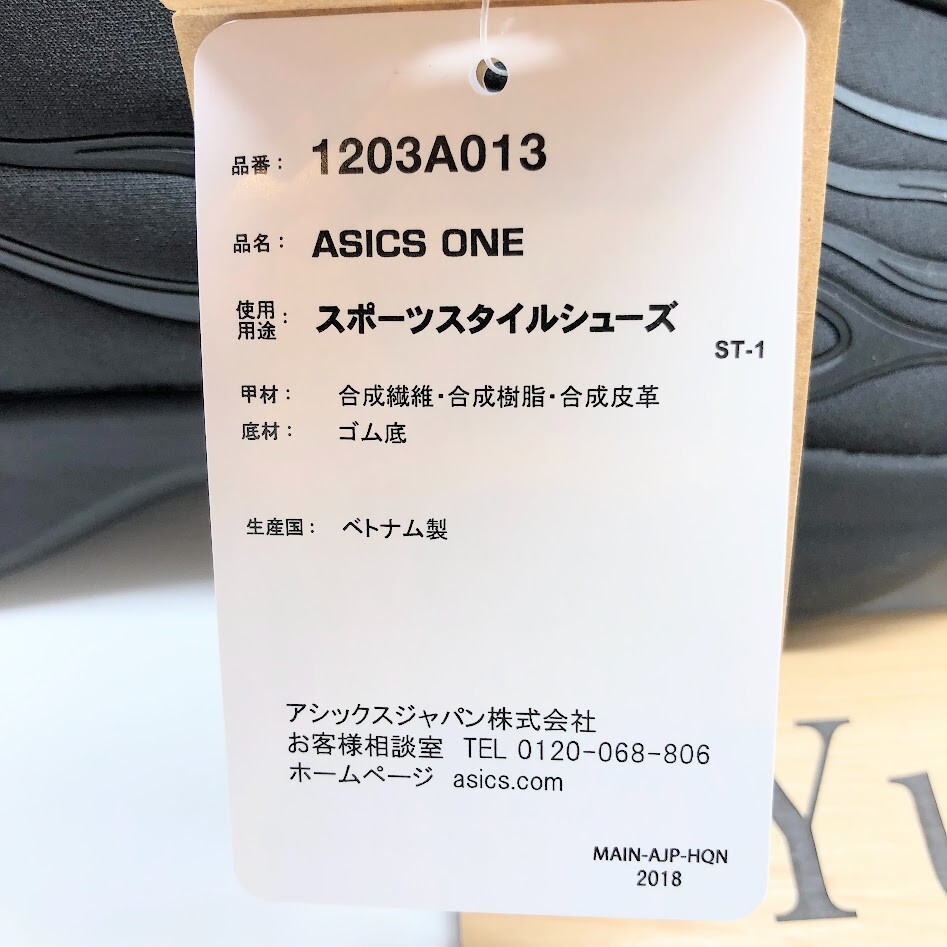 品番： 1203A013
品名： ASICS ONE
使用用途： スポーツスタイルシューズ
ST-1
甲材： 合成繊維・合成樹脂・合成皮革
底材： ゴム底
生産国： ベトナム製
アシックスジャパン株式会社
お客様相談室 TEL 0120-068-806
ホームページ asics.com
MAIN-AJP-HQN
2018
Yu